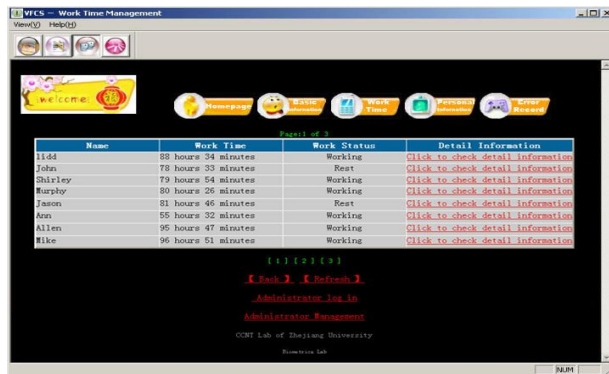 VFCS — Work Time Management
View(V) Help(H)
welcome
Homepage
Basic Information
Work Time
Personal Information
Error Record
Page:1 of 3
Name Work Time Work Status Detail Information
lidd 88 hours 34 minutes Working Click to check detail information
John 78 hours 33 minutes Rest Click to check detail information
Shirley 79 hours 54 minutes Working Click to check detail information
Murphy 80 hours 26 minutes Working Click to check detail information
Jason 81 hours 46 minutes Rest Click to check detail information
Ann 55 hours 32 minutes Working Click to check detail information
Allen 95 hours 47 minutes Working Click to check detail information
Mike 96 hours 51 minutes Working Click to check detail information
[1] [2] [3]
【 Back 】 【 Refresh 】
Administrator log in
Administrator Management
CCNT Lab of Zhejiang University
Biometrics Lab
NUM